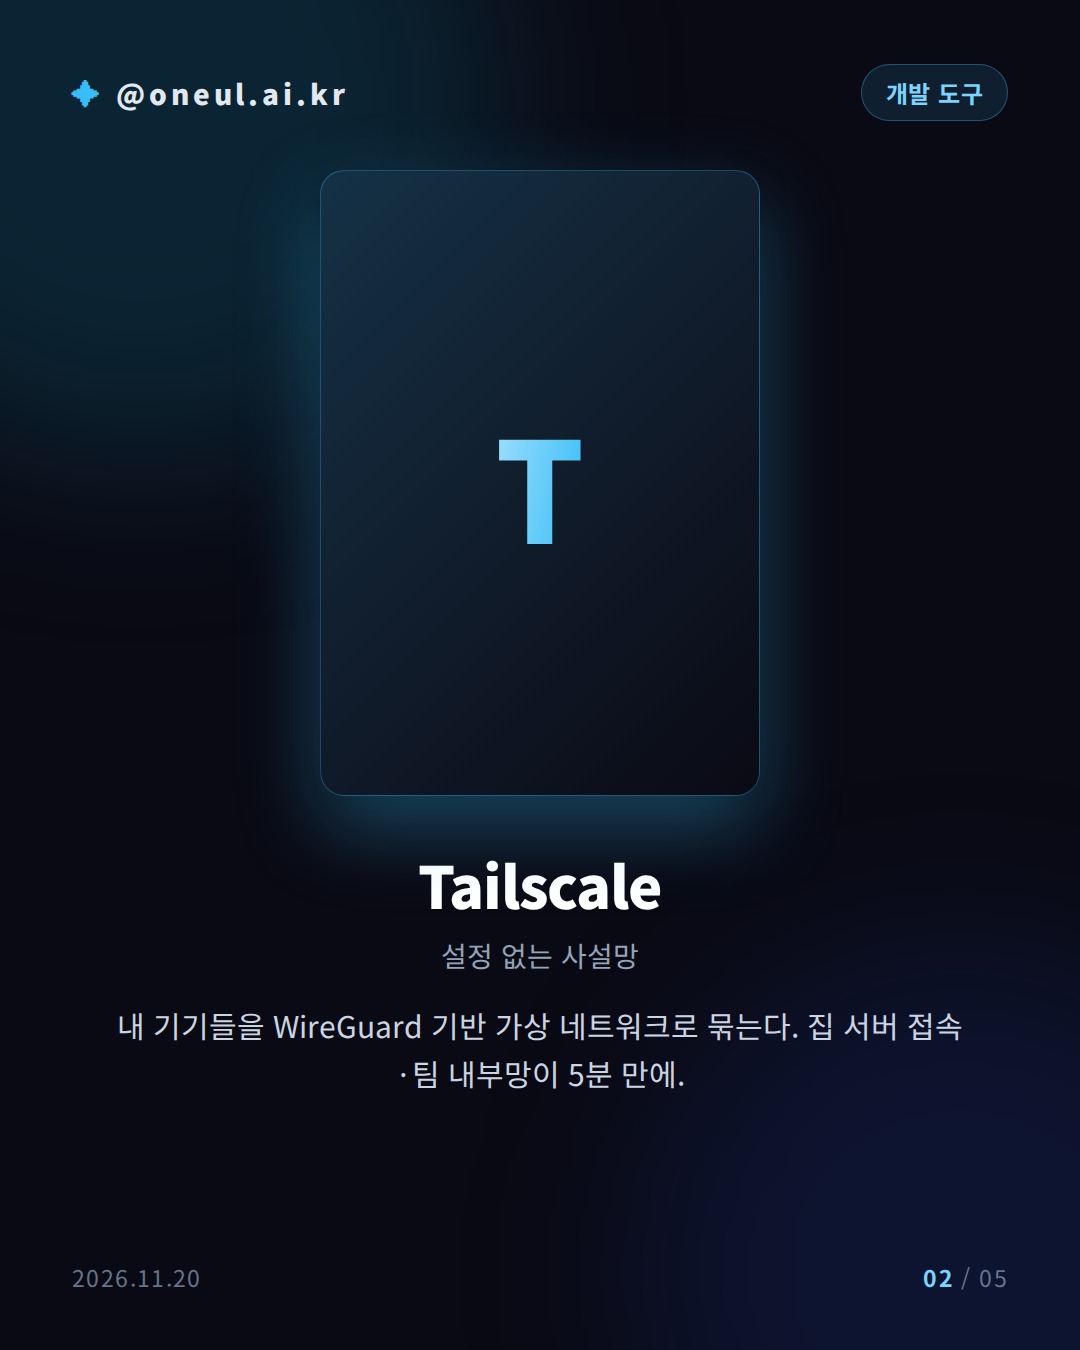 @oneul.ai.kr
개발 도구
T
Tailscale
설정 없는 사설망
내 기기들을 WireGuard 기반 가상 네트워크로 묶는다. 집 서버 접속
·팀 내부망이 5분 만에.
2026.11.20
02 / 05